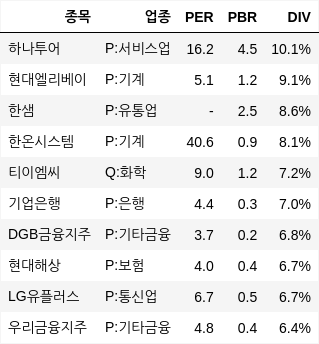 종목 업종 PER PBR DIV
하나투어 P:서비스업 16.2 4.5 10.1%
현대엘리베이 P:기계 5.1 1.2 9.1%
한샘 P:유통업 - 2.5 8.6%
한온시스템 P:기계 40.6 0.9 8.1%
티이엠씨 Q:화학 9.0 1.2 7.2%
기업은행 P:은행 4.4 0.3 7.0%
DGB금융지주 P:기타금융 3.7 0.2 6.8%
현대해상 P:보험 4.0 0.4 6.7%
LG유플러스 P:통신업 6.7 0.5 6.7%
우리금융지주 P:기타금융 4.8 0.4 6.4%